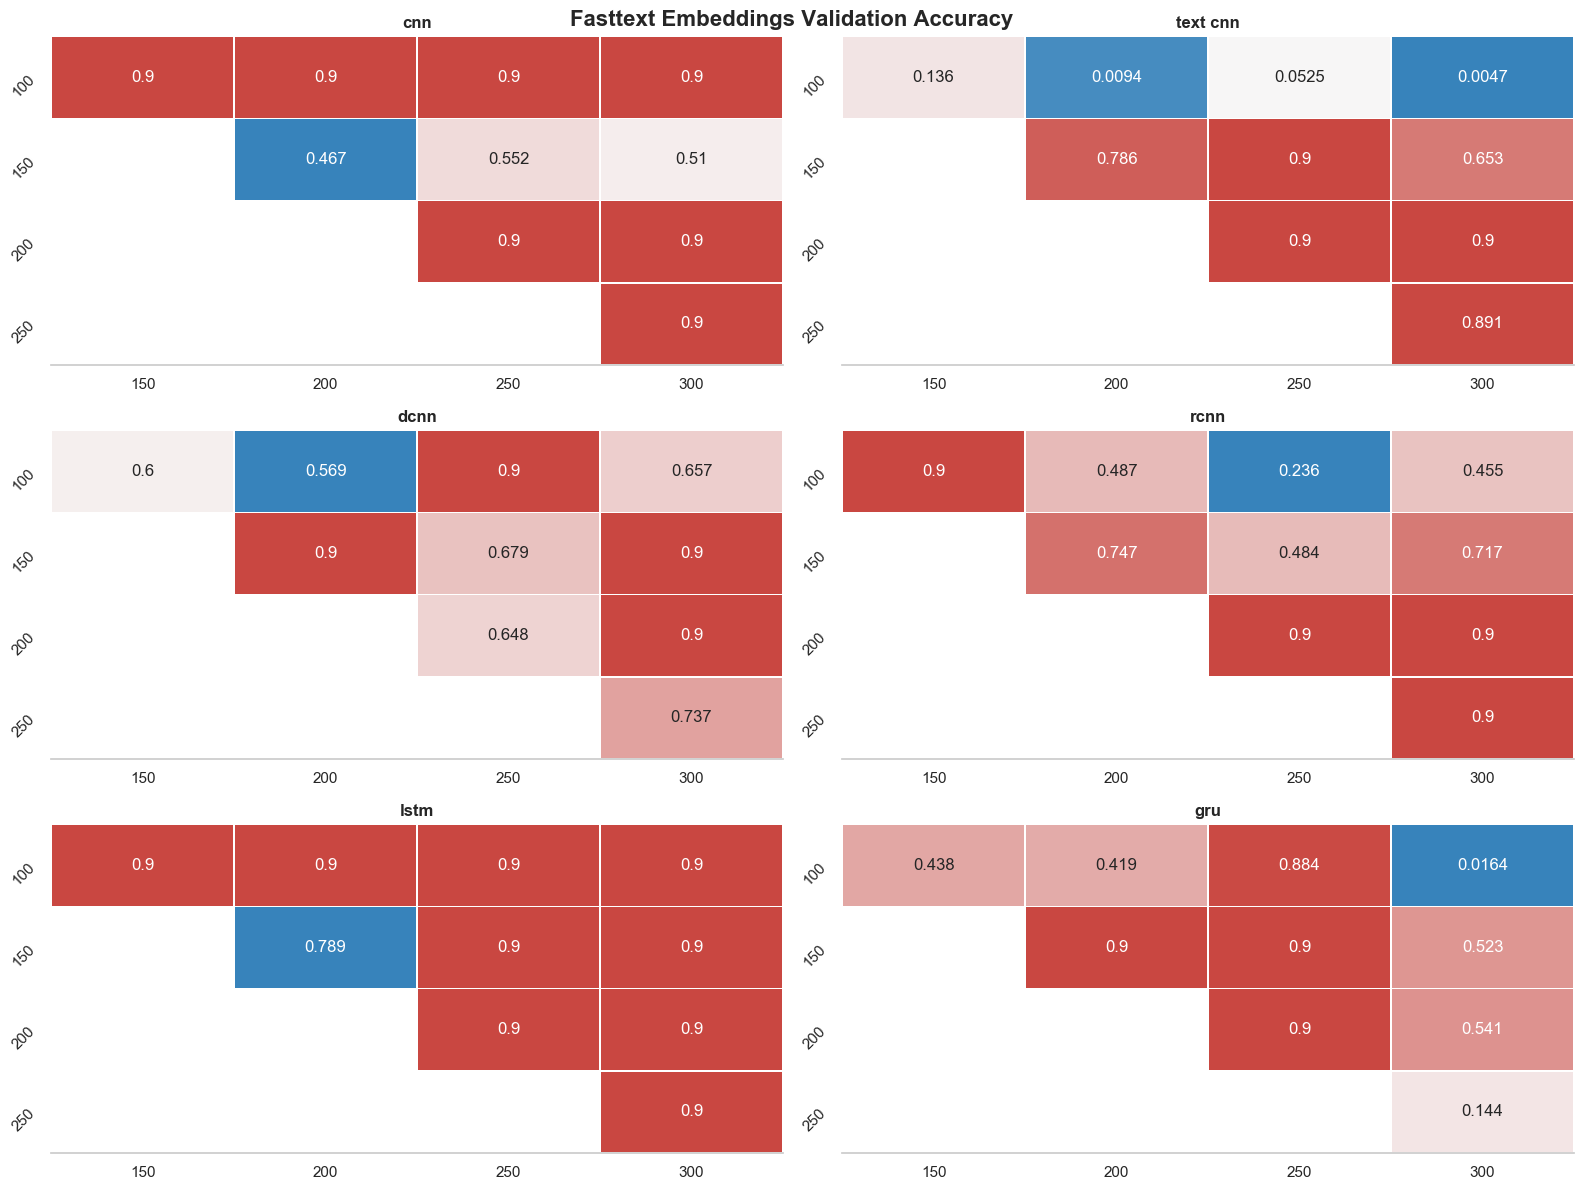 Fasttext Embeddings Validation Accuracy
cnn
100 0.9 0.9 0.9 0.9
150 0.467 0.552 0.51
200 0.9 0.9
250 0.9
150 200 250 300
text cnn
100 0.136 0.0094 0.0525 0.0047
150 0.786 0.9 0.653
200 0.9 0.9
250 0.891
150 200 250 300
dcnn
100 0.6 0.569 0.9 0.657
150 0.9 0.679 0.9
200 0.648 0.9
250 0.737
150 200 250 300
rcnn
100 0.9 0.487 0.236 0.455
150 0.747 0.484 0.717
200 0.9 0.9
250 0.9
150 200 250 300
lstm
100 0.9 0.9 0.9 0.9
150 0.789 0.9 0.9
200 0.9 0.9
250 0.9
150 200 250 300
gru
100 0.438 0.419 0.884 0.0164
150 0.9 0.9 0.523
200 0.9 0.541
250 0.144
150 200 250 300